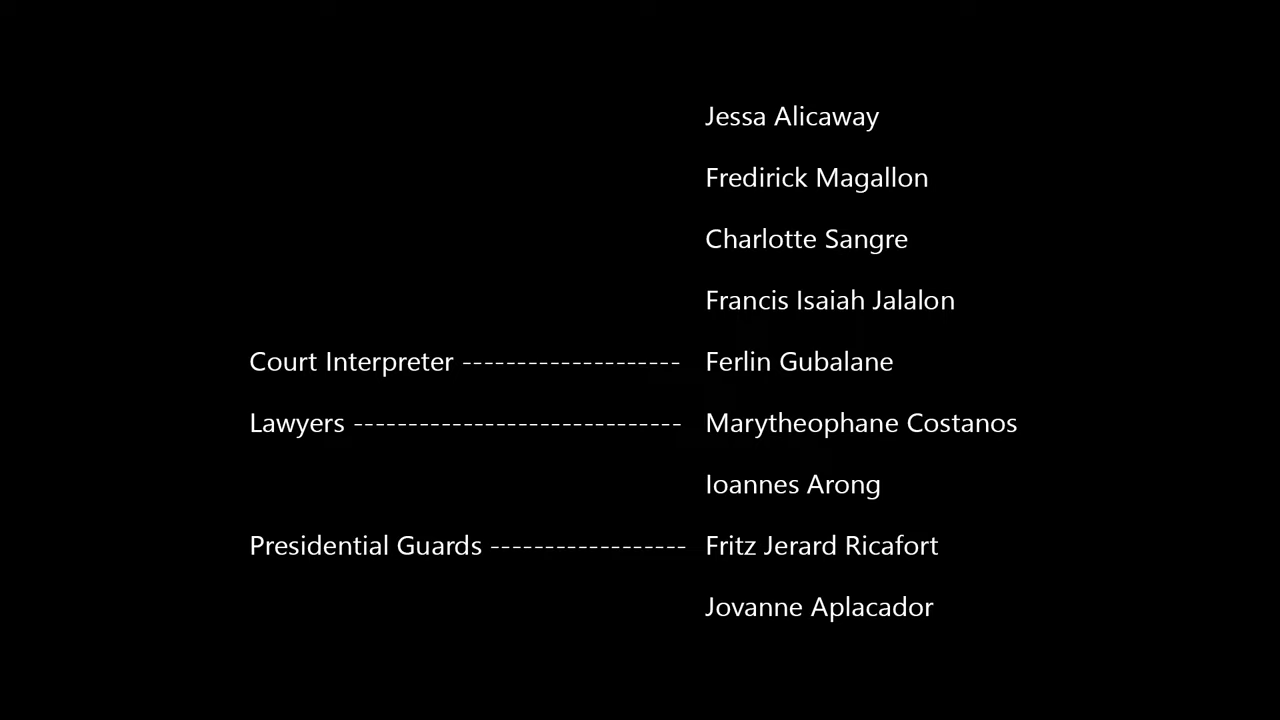 Jessa Alicaway
Fredirick Magallon
Charlotte Sangre
Francis Isaiah Jalalon
Court Interpreter -------------------- Ferlin Gubalane
Lawyers ------------------------------ Marytheophane Costanos
Ioannes Arong
Presidential Guards ------------------ Fritz Jerard Ricafort
Jovanne Aplacador